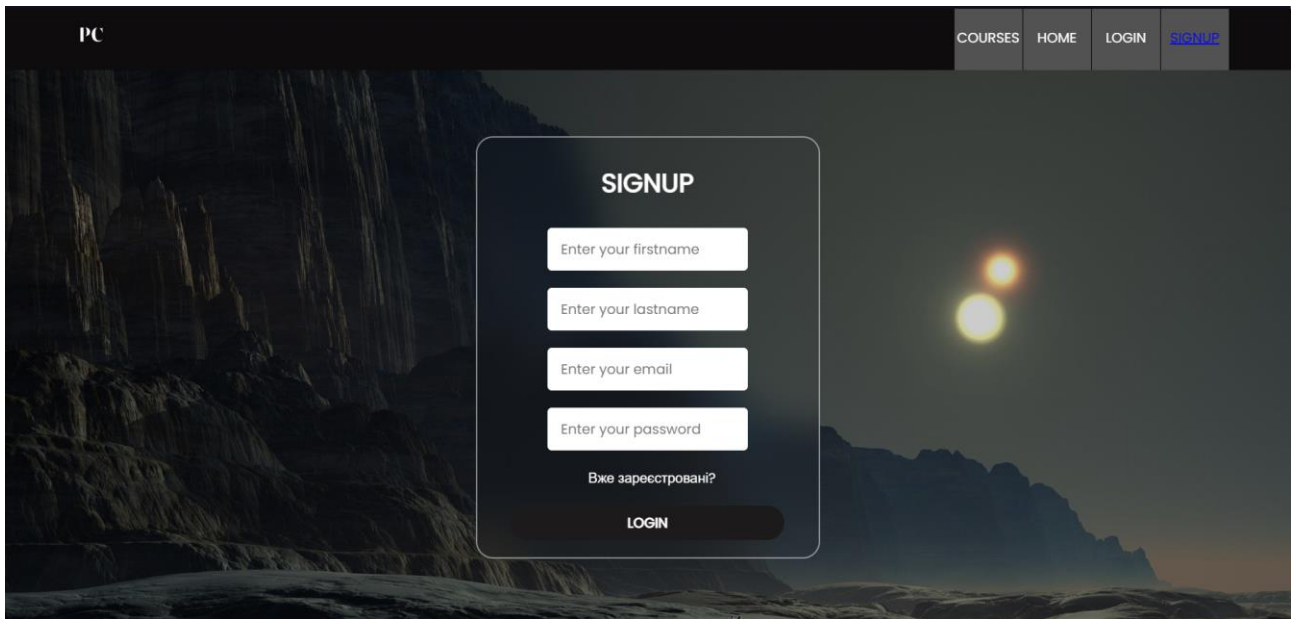 PC
COURSES HOME LOGIN SIGNUP
SIGNUP
Enter your firstname
Enter your lastname
Enter your email
Enter your password
Вже зареєстровані?
LOGIN